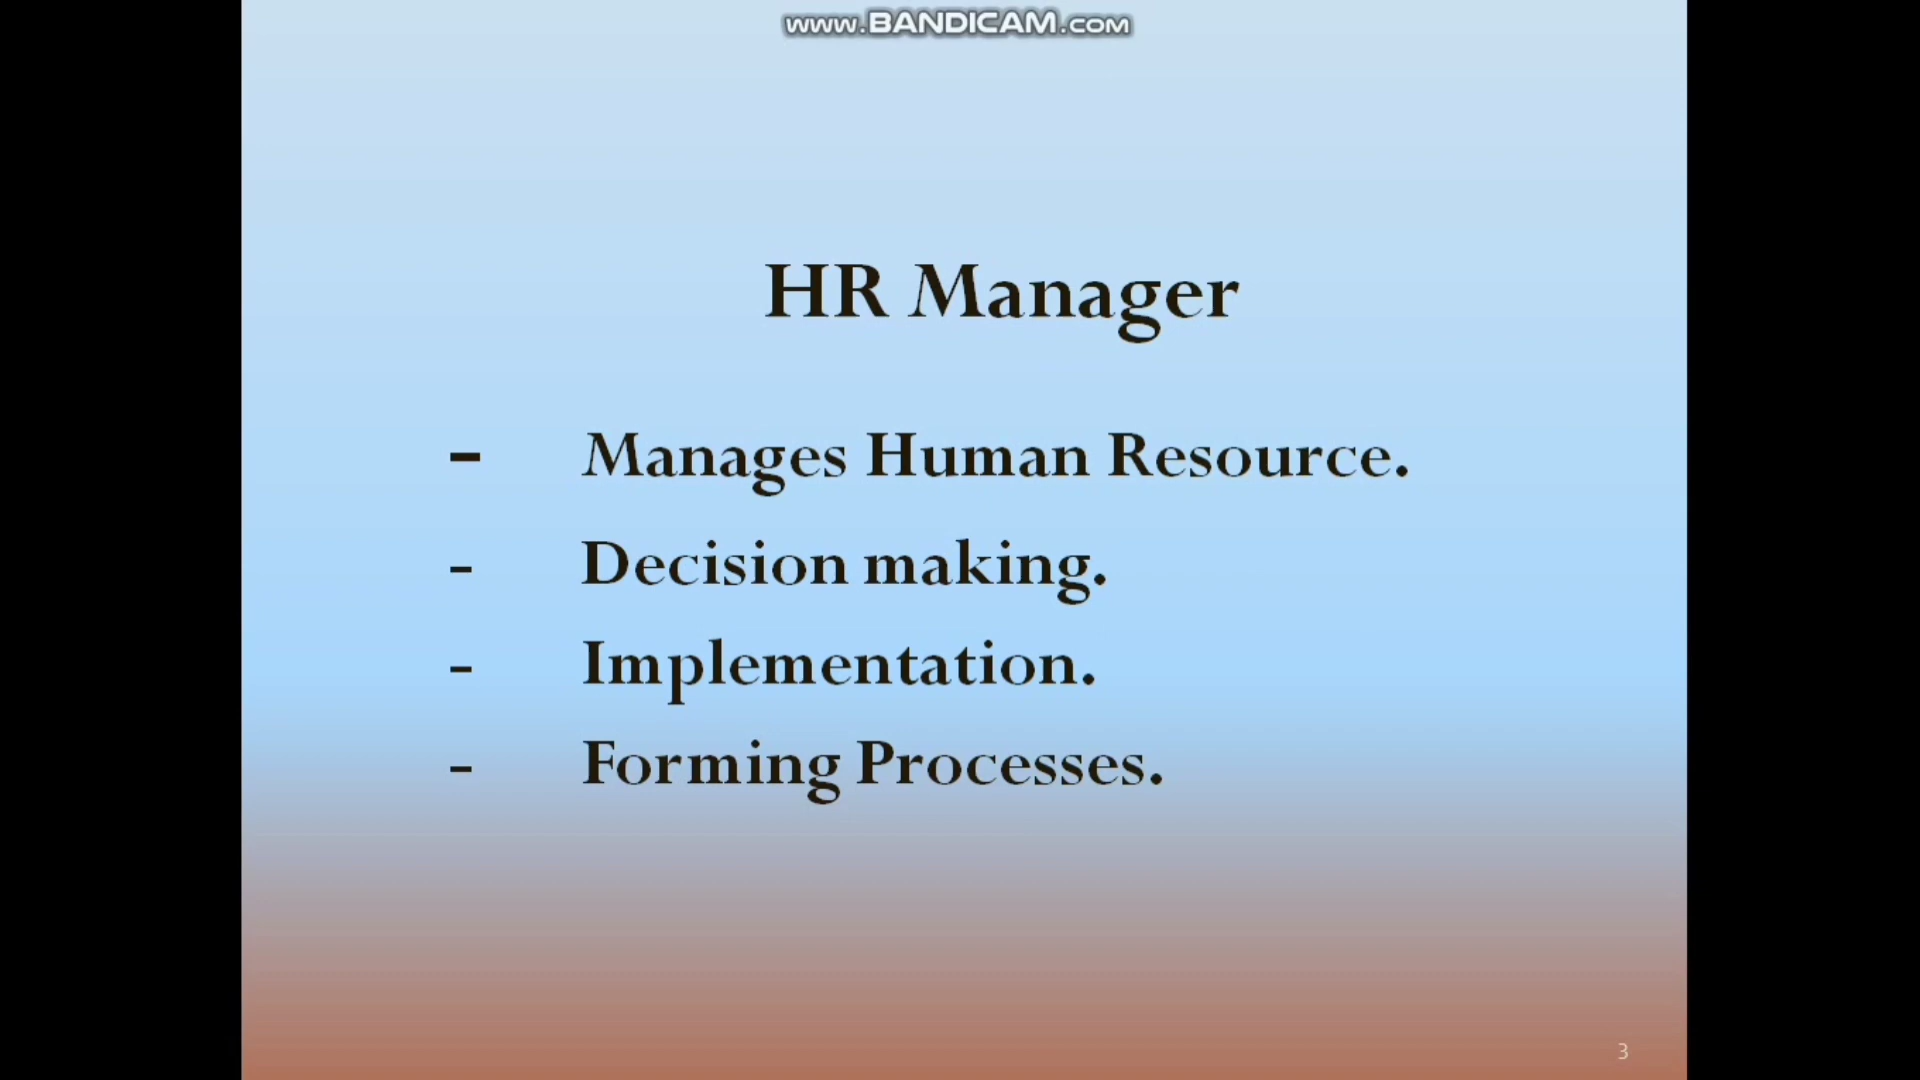 www.BANDICAM.com
HR Manager
- Manages Human Resource.
- Decision making.
- Implementation.
- Forming Processes.
3